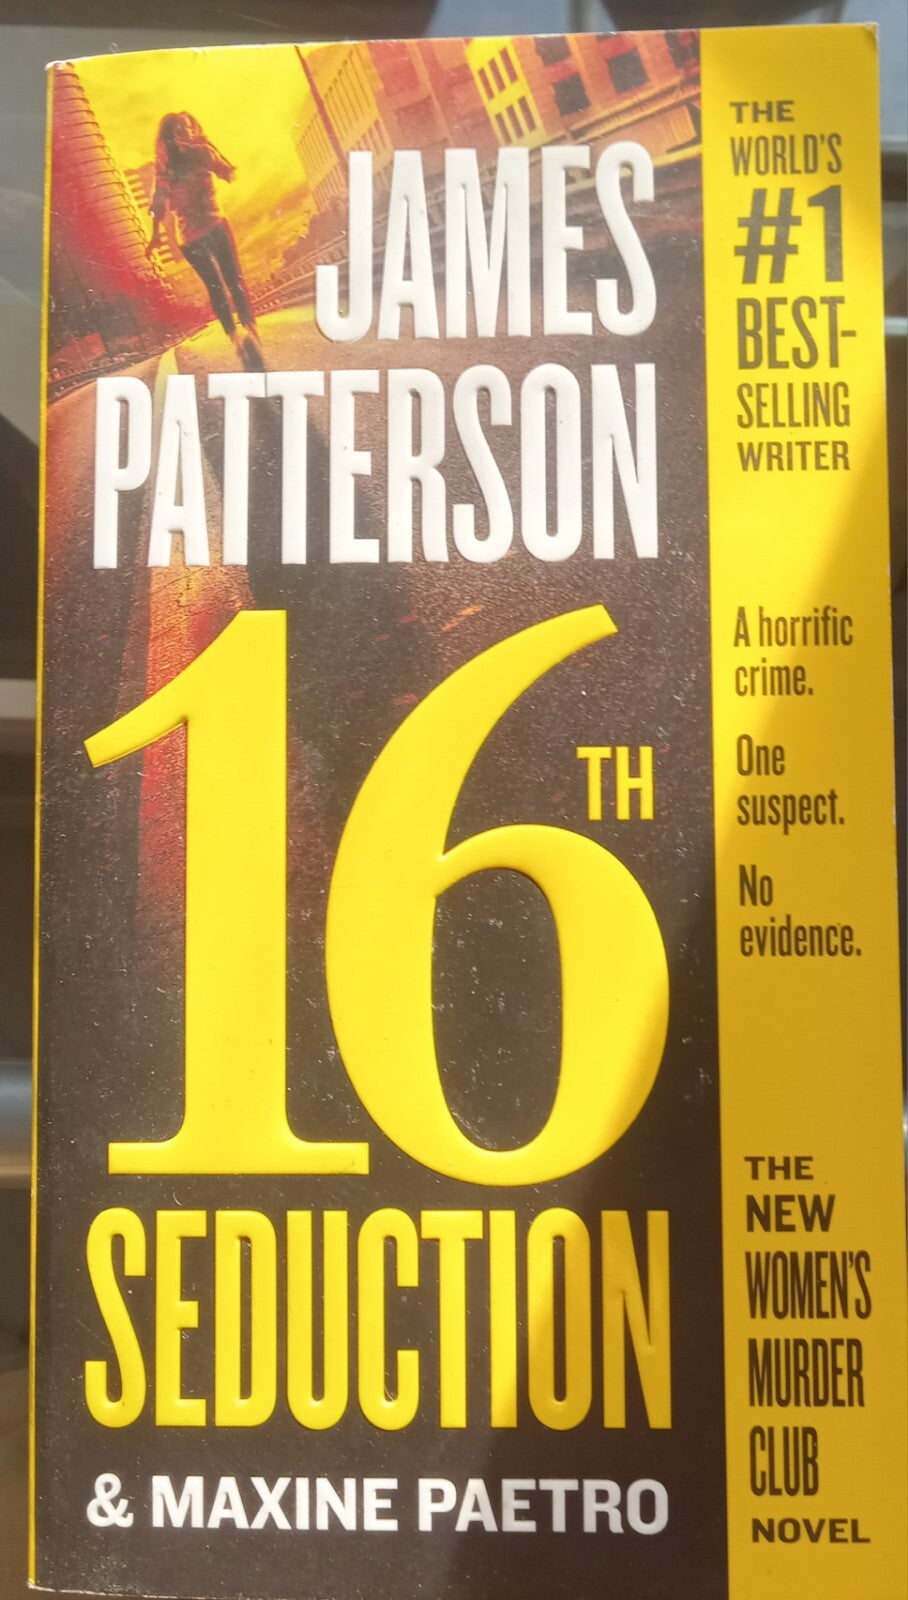 JAMES
PATTERSON
16TH
SEDUCTION
& MAXINE PAETRO
THE
WORLD'S
#1
BEST-
SELLING
WRITER
A horrific
crime.
One
suspect.
No
evidence.
THE
NEW
WOMEN'S
MURDER
CLUB
NOVEL